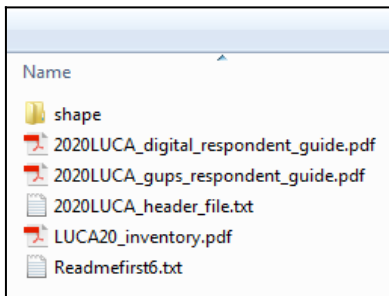 Name
shape
2020LUCA_digital_respondent_guide.pdf
2020LUCA_gups_respondent_guide.pdf
2020LUCA_header_file.txt
LUCA20_inventory.pdf
Readmefirst6.txt